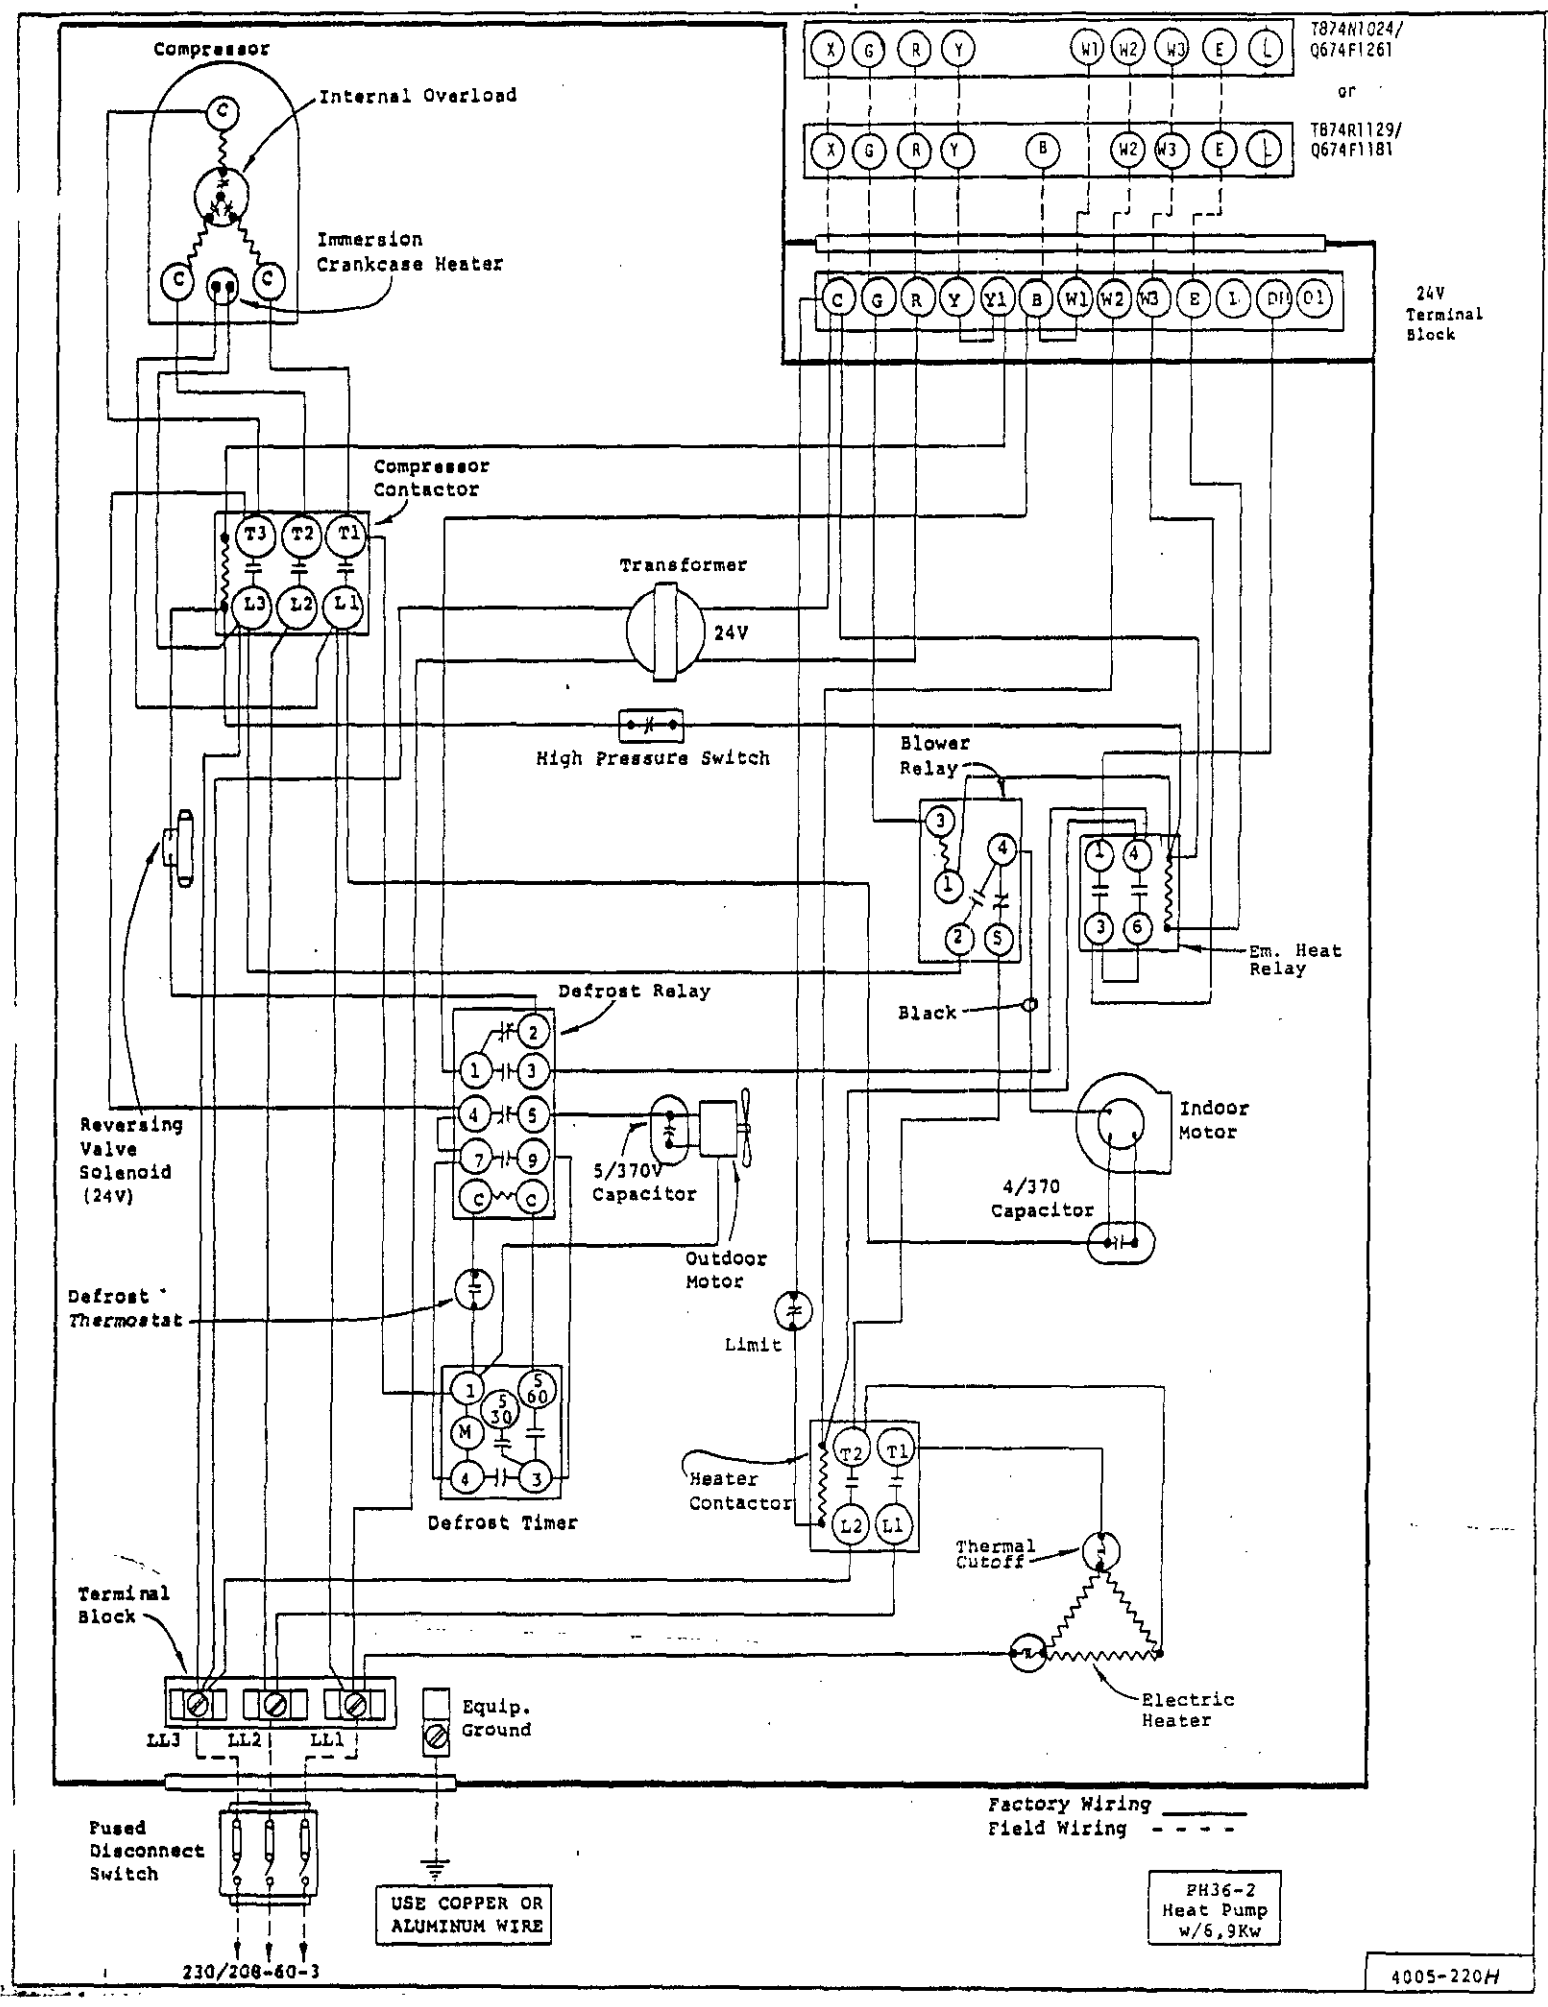 Compressor
Internal Overload
C
C
C
Immersion
Crankcase Heater
X G R Y W1 W2 W3 E L
T874N1024/
Q674F1261
or
X G R Y B W2 W3 E L
T874R1129/
Q674F1181
C G R Y Y1 B W1 W2 W3 E L DH O1
24V
Terminal
Block
Compressor
Contactor
T3 T2 T1
L3 L2 L1
Transformer
24V
High Pressure Switch
Blower
Relay
3
4
1
2 5
1 4
3 6
Em. Heat
Relay
Black
Defrost Relay
2
1 3
4 5
7 9
C C
Reversing
Valve
Solenoid
(24V)
5/370V
Capacitor
Outdoor
Motor
Indoor
Motor
4/370
Capacitor
Defrost
Thermostat
Limit
1
5
30
5
60
M
4 3
Defrost Timer
Heater
Contactor
T2 T1
L2 L1
Thermal
Cutoff
Electric
Heater
Terminal
Block
LL3 LL2 LL1
Equip.
Ground
Factory Wiring
Field Wiring
Fused
Disconnect
Switch
USE COPPER OR
ALUMINUM WIRE
230/208-60-3
PH36-2
Heat Pump
w/6,9Kw
4005-220H